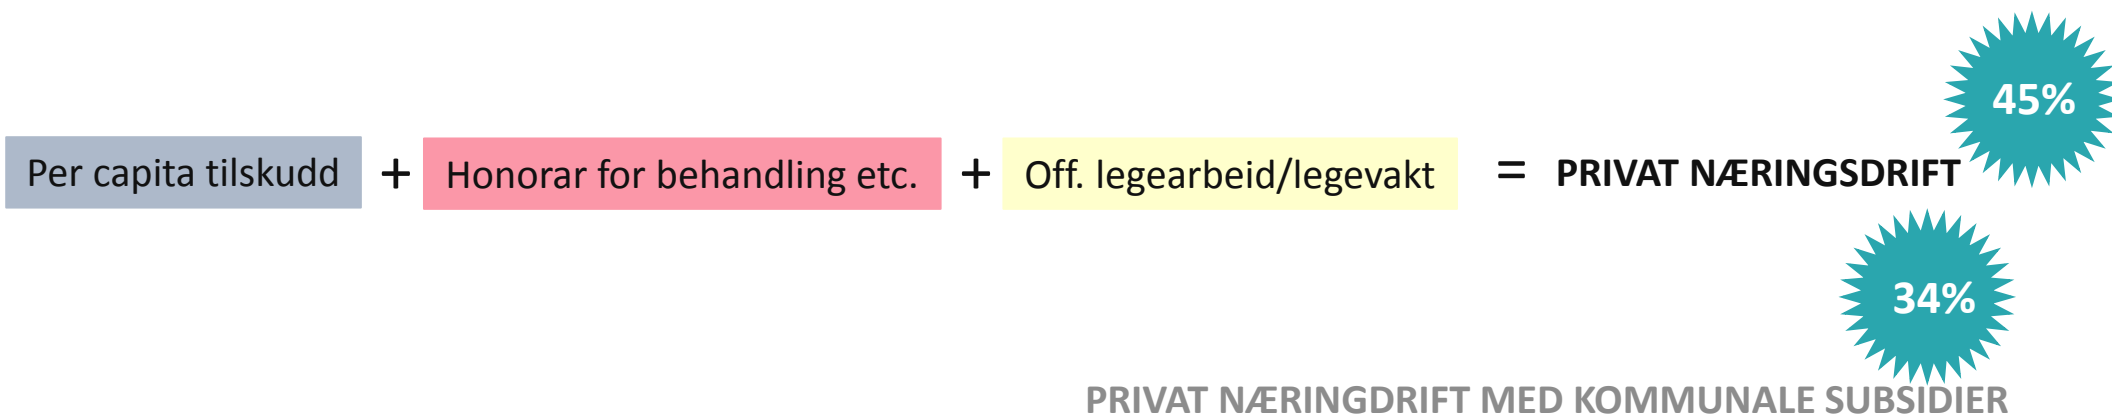 45%
Per capita tilskudd + Honorar for behandling etc. + Off. legearbeid/legevakt = PRIVAT NÆRINGSDRIFT
34%
PRIVAT NÆRINGDRIFT MED KOMMUNALE SUBSIDIER